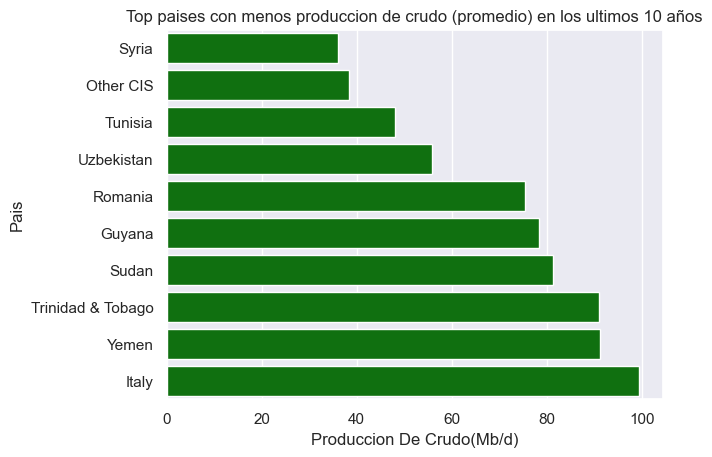 Top paises con menos produccion de crudo (promedio) en los ultimos 10 años
Syria
Other CIS
Tunisia
Uzbekistan
Romania
Guyana
Sudan
Trinidad & Tobago
Yemen
Italy
Pais
0 20 40 60 80 100
Produccion De Crudo(Mb/d)